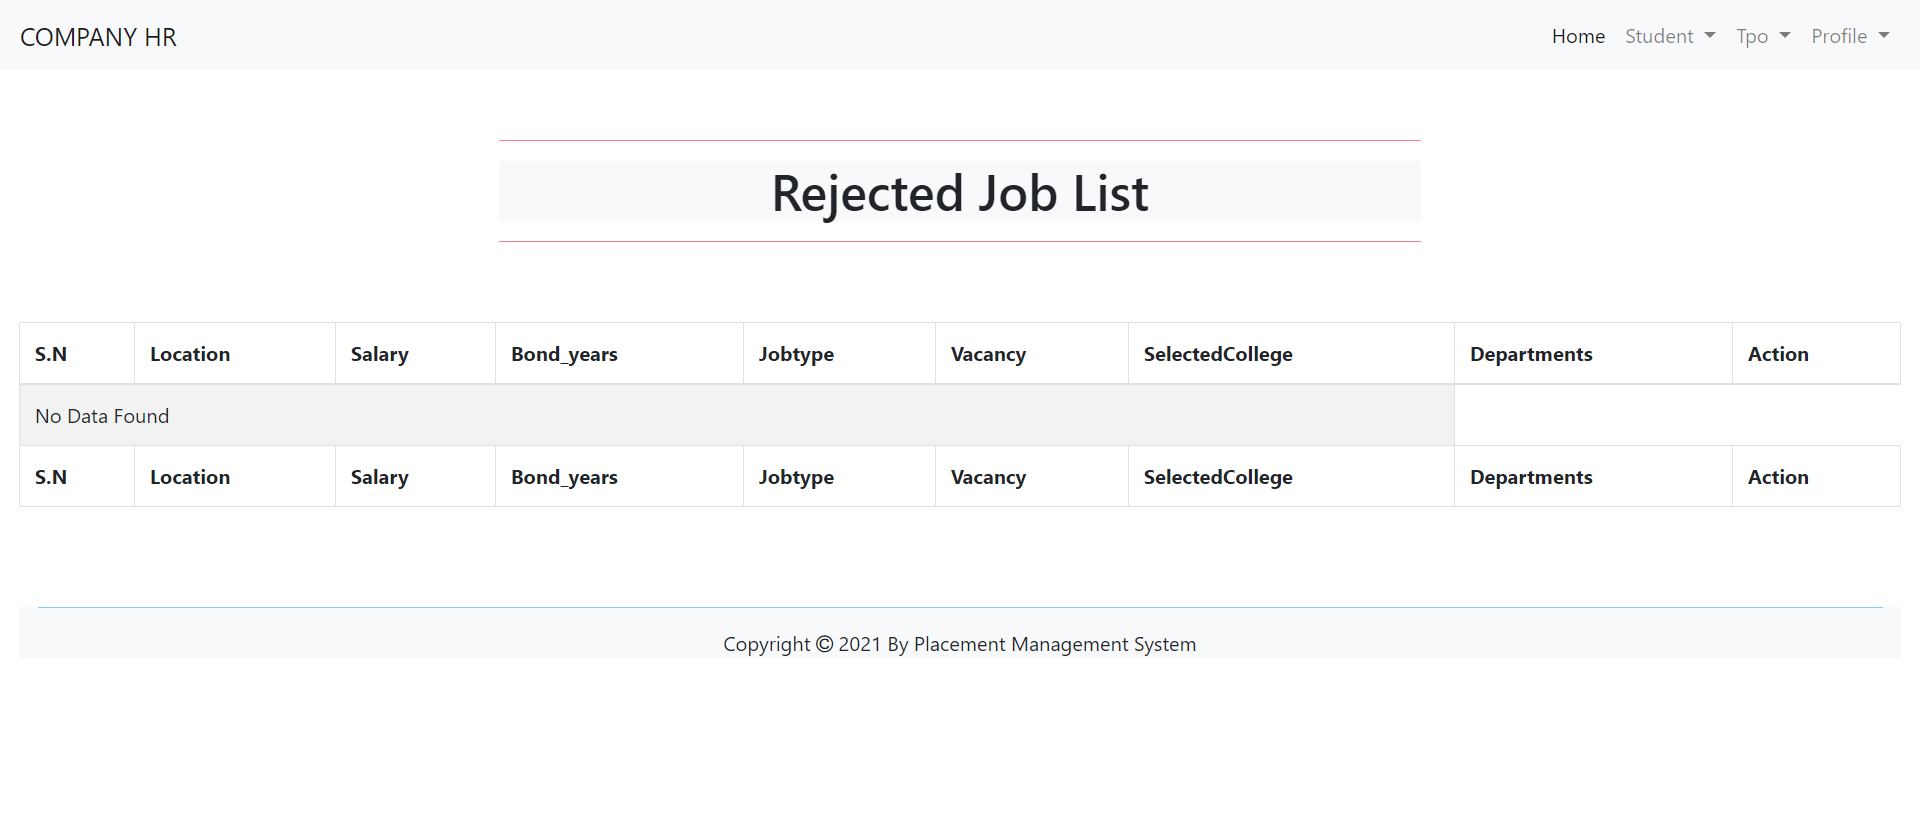 COMPANY HR Home Student Tpo Profile
Rejected Job List
S.N Location Salary Bond_years Jobtype Vacancy SelectedCollege Departments Action
No Data Found
S.N Location Salary Bond_years Jobtype Vacancy SelectedCollege Departments Action
Copyright © 2021 By Placement Management System